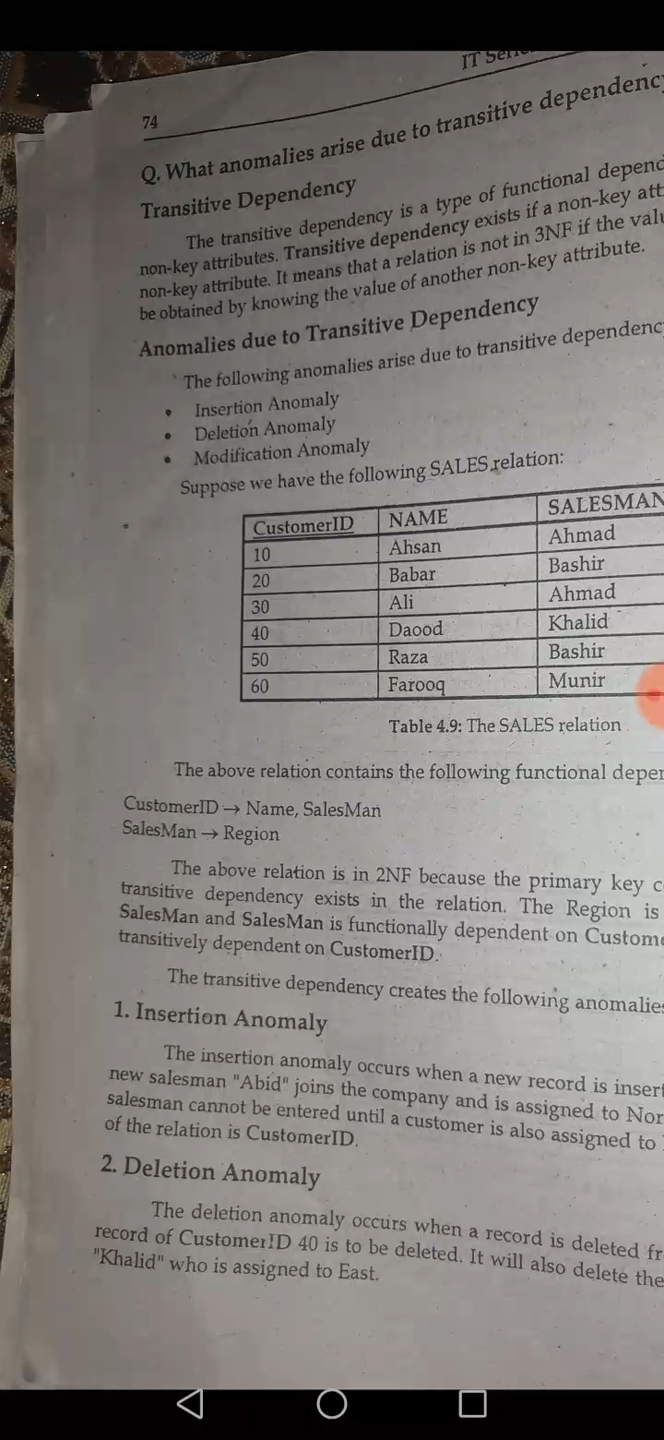 IT
74
Q. What anomalies arise due to transitive dependenc
Transitive Dependency
The transitive dependency is a type of functional depend
non-key attributes. Transitive dependency exists if a non-key att
non-key attribute. It means that a relation is not in 3NF if the val
be obtained by knowing the value of another non-key attribute.
Anomalies due to Transitive Dependency
The following anomalies arise due to transitive dependenc
• Insertion Anomaly
• Deletion Anomaly
• Modification Anomaly
Suppose we have the following SALES relation:
CustomerID NAME SALESMAN
10 Ahsan Ahmad
20 Babar Bashir
30 Ali Ahmad
40 Daood Khalid
50 Raza Bashir
60 Farooq Munir
Table 4.9: The SALES relation
The above relation contains the following functional deper
CustomerID → Name, SalesMan
SalesMan → Region
The above relation is in 2NF because the primary key c
transitive dependency exists in the relation. The Region is
SalesMan and SalesMan is functionally dependent on Custome
transitively dependent on CustomerID.
The transitive dependency creates the following anomalies
1. Insertion Anomaly
The insertion anomaly occurs when a new record is insert
new salesman "Abid" joins the company and is assigned to Nor
salesman cannot be entered until a customer is also assigned to
of the relation is CustomerID.
2. Deletion Anomaly
The deletion anomaly occurs when a record is deleted fr
record of CustomerID 40 is to be deleted. It will also delete the
"Khalid" who is assigned to East.